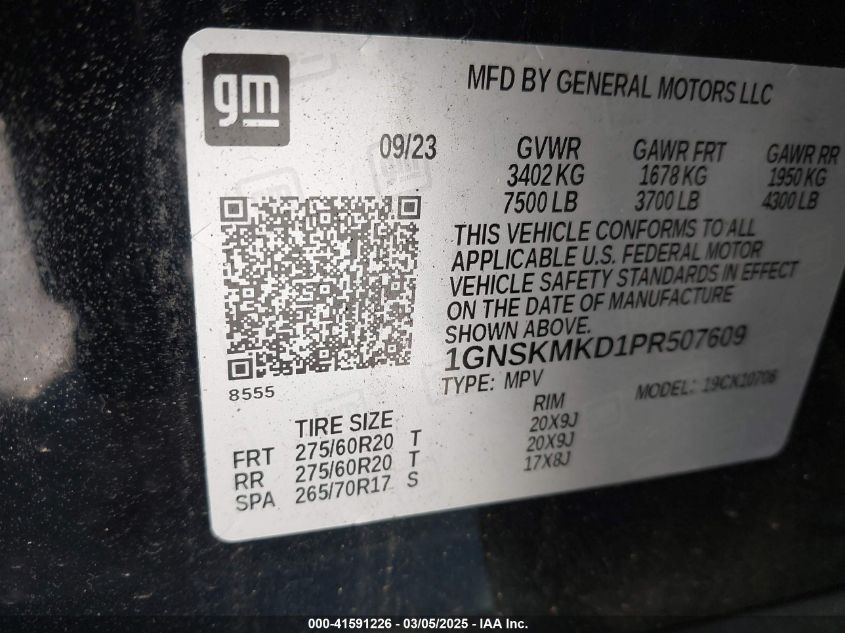 gm
MFD BY GENERAL MOTORS LLC
09/23 GVWR GAWR FRT GAWR RR
3402 KG 1678 KG 1950 KG
7500 LB 3700 LB 4300 LB
THIS VEHICLE CONFORMS TO ALL
APPLICABLE U.S. FEDERAL MOTOR
VEHICLE SAFETY STANDARDS IN EFFECT
ON THE DATE OF MANUFACTURE
SHOWN ABOVE.
1GNSKMKD1PR507609
8555
TYPE: MPV MODEL: 19CK10706
TIRE SIZE RIM
FRT 275/60R20 T 20X9J
RR 275/60R20 T 20X9J
SPA 265/70R17 S 17X8J
000-41591226 - 03/05/2025 - IAA Inc.